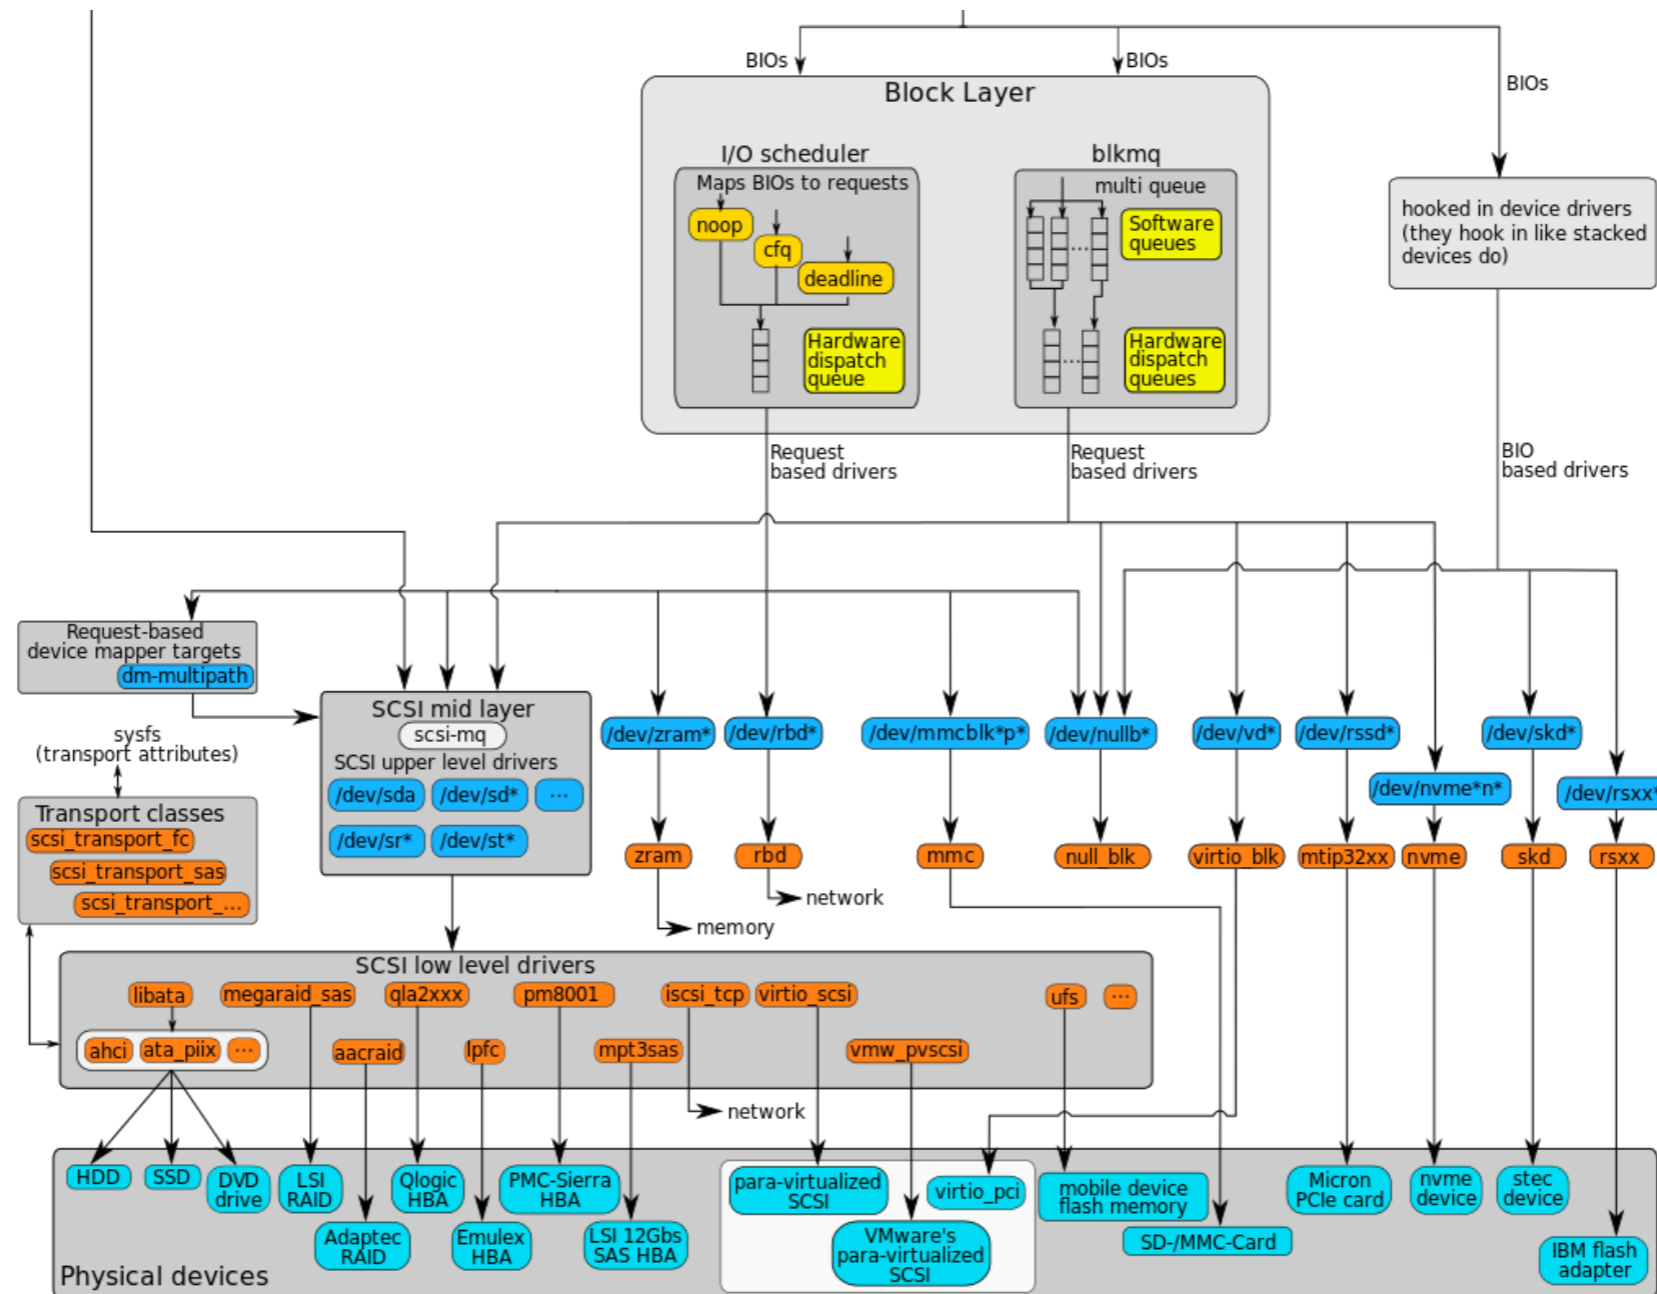 BIOs
BIOs
BIOs
Block Layer
I/O scheduler
Maps BIOs to requests
noop
cfq
deadline
Hardware
dispatch
queue
blkmq
multi queue
Software
queues
Hardware
dispatch
queues
hooked in device drivers
(they hook in like stacked
devices do)
Request
based drivers
Request
based drivers
BIO
based drivers
Request-based
device mapper targets
dm-multipath
sysfs
(transport attributes)
Transport classes
scsi_transport_fc
scsi_transport_sas
scsi_transport_...
SCSI mid layer
scsi-mq
SCSI upper level drivers
/dev/sda
/dev/sd*
...
/dev/sr*
/dev/st*
/dev/zram*
/dev/rbd*
/dev/mmcblk*p*
/dev/nullb*
/dev/vd*
/dev/rssd*
/dev/skd*
/dev/nvme*n*
/dev/rsxx*
zram
rbd
mmc
null_blk
virtio_blk
mtip32xx
nvme
skd
rsxx
network
memory
SCSI low level drivers
libata
megaraid_sas
qla2xxx
pm8001
iscsi_tcp
virtio_scsi
ufs
...
ahci
ata_piix
...
aacraid
lpfc
mpt3sas
vmw_pvscsi
network
HDD
SSD
DVD
drive
LSI
RAID
Qlogic
HBA
PMC-Sierra
HBA
para-virtualized
SCSI
virtio_pci
mobile device
flash memory
Micron
PCIe card
nvme
device
stec
device
Adaptec
RAID
Emulex
HBA
LSI 12Gbs
SAS HBA
VMware's
para-virtualized
SCSI
SD-/MMC-Card
IBM flash
adapter
Physical devices